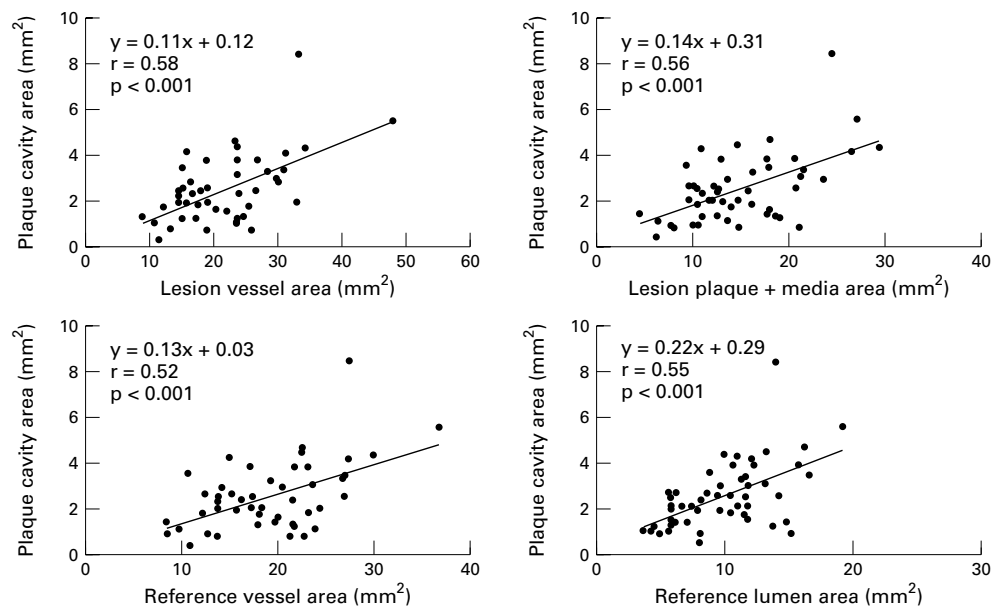 Plaque cavity area (mm²)
10
8
6
4
2
0
y = 0.11x + 0.12
r = 0.58
p < 0.001
0 10 20 30 40 50 60
Lesion vessel area (mm²)
Plaque cavity area (mm²)
10
8
6
4
2
0
y = 0.14x + 0.31
r = 0.56
p < 0.001
0 10 20 30 40
Lesion plaque + media area (mm²)
Plaque cavity area (mm²)
10
8
6
4
2
0
y = 0.13x + 0.03
r = 0.52
p < 0.001
0 10 20 30 40
Reference vessel area (mm²)
Plaque cavity area (mm²)
10
8
6
4
2
0
y = 0.22x + 0.29
r = 0.55
p < 0.001
0 10 20 30
Reference lumen area (mm²)